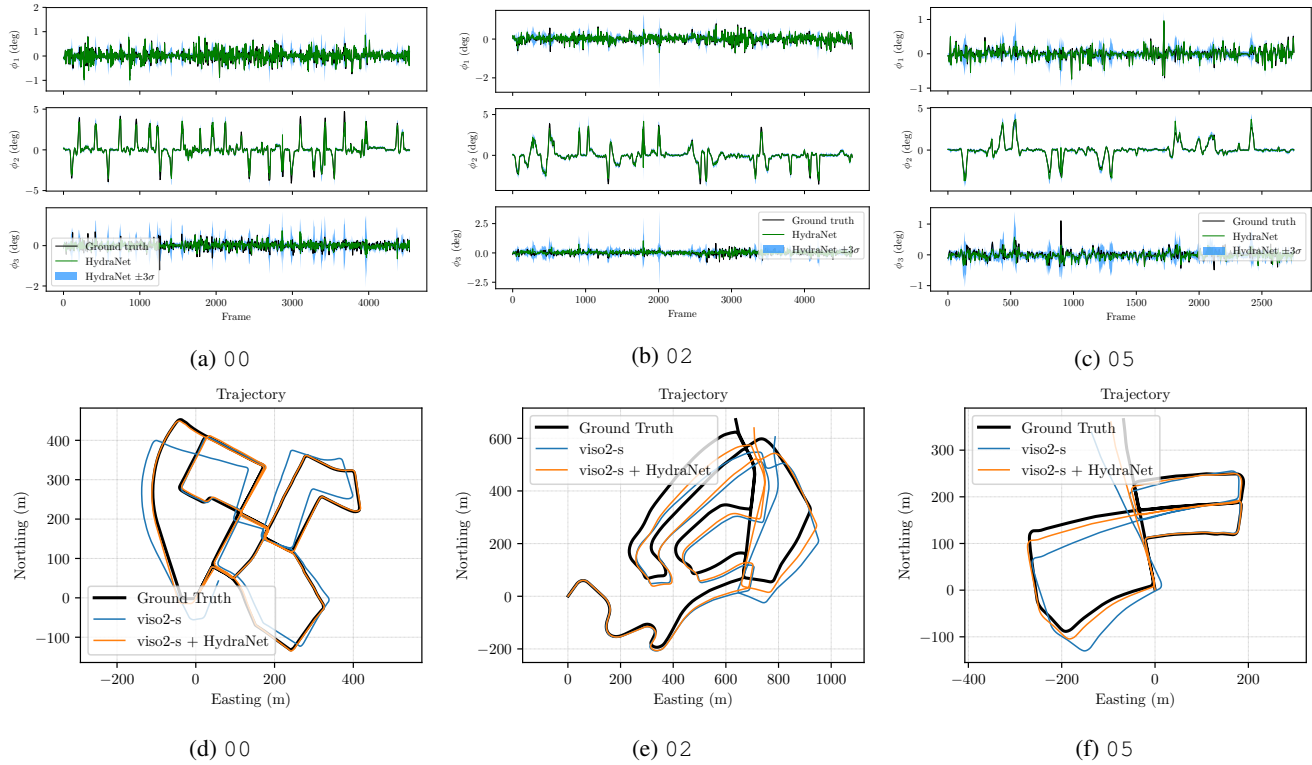 2
1
0
−1
ϕ1 (deg)
5
0
−5
ϕ2 (deg)
0
2
ϕ3 (deg)
Ground truth
HydraNet
HydraNet ±3σ
0 1000 2000 3000 4000
Frame
(a) 00
0
−2
ϕ1 (deg)
5
0
ϕ2 (deg)
2.5
0.0
−2.5
ϕ3 (deg)
Ground truth
HydraNet
HydraNet ±3σ
0 1000 2000 3000 4000
Frame
(b) 02
1
0
−1
ϕ1 (deg)
5
0
−5
ϕ2 (deg)
1
0
−1
ϕ3 (deg)
Ground truth
HydraNet
HydraNet ±3σ
0 500 1000 1500 2000 2500
Frame
(c) 05
Trajectory
400
300
200
100
0
−100
Northing (m)
Ground Truth
viso2-s
viso2-s + HydraNet
−200 0 200 400
Easting (m)
(d) 00
Trajectory
600
400
200
0
−200
Northing (m)
Ground Truth
viso2-s
viso2-s + HydraNet
0 200 400 600 800 1000
Easting (m)
(e) 02
Trajectory
300
200
100
0
−100
Northing (m)
Ground Truth
viso2-s
viso2-s + HydraNet
−400 −200 0 200
Easting (m)
(f) 05